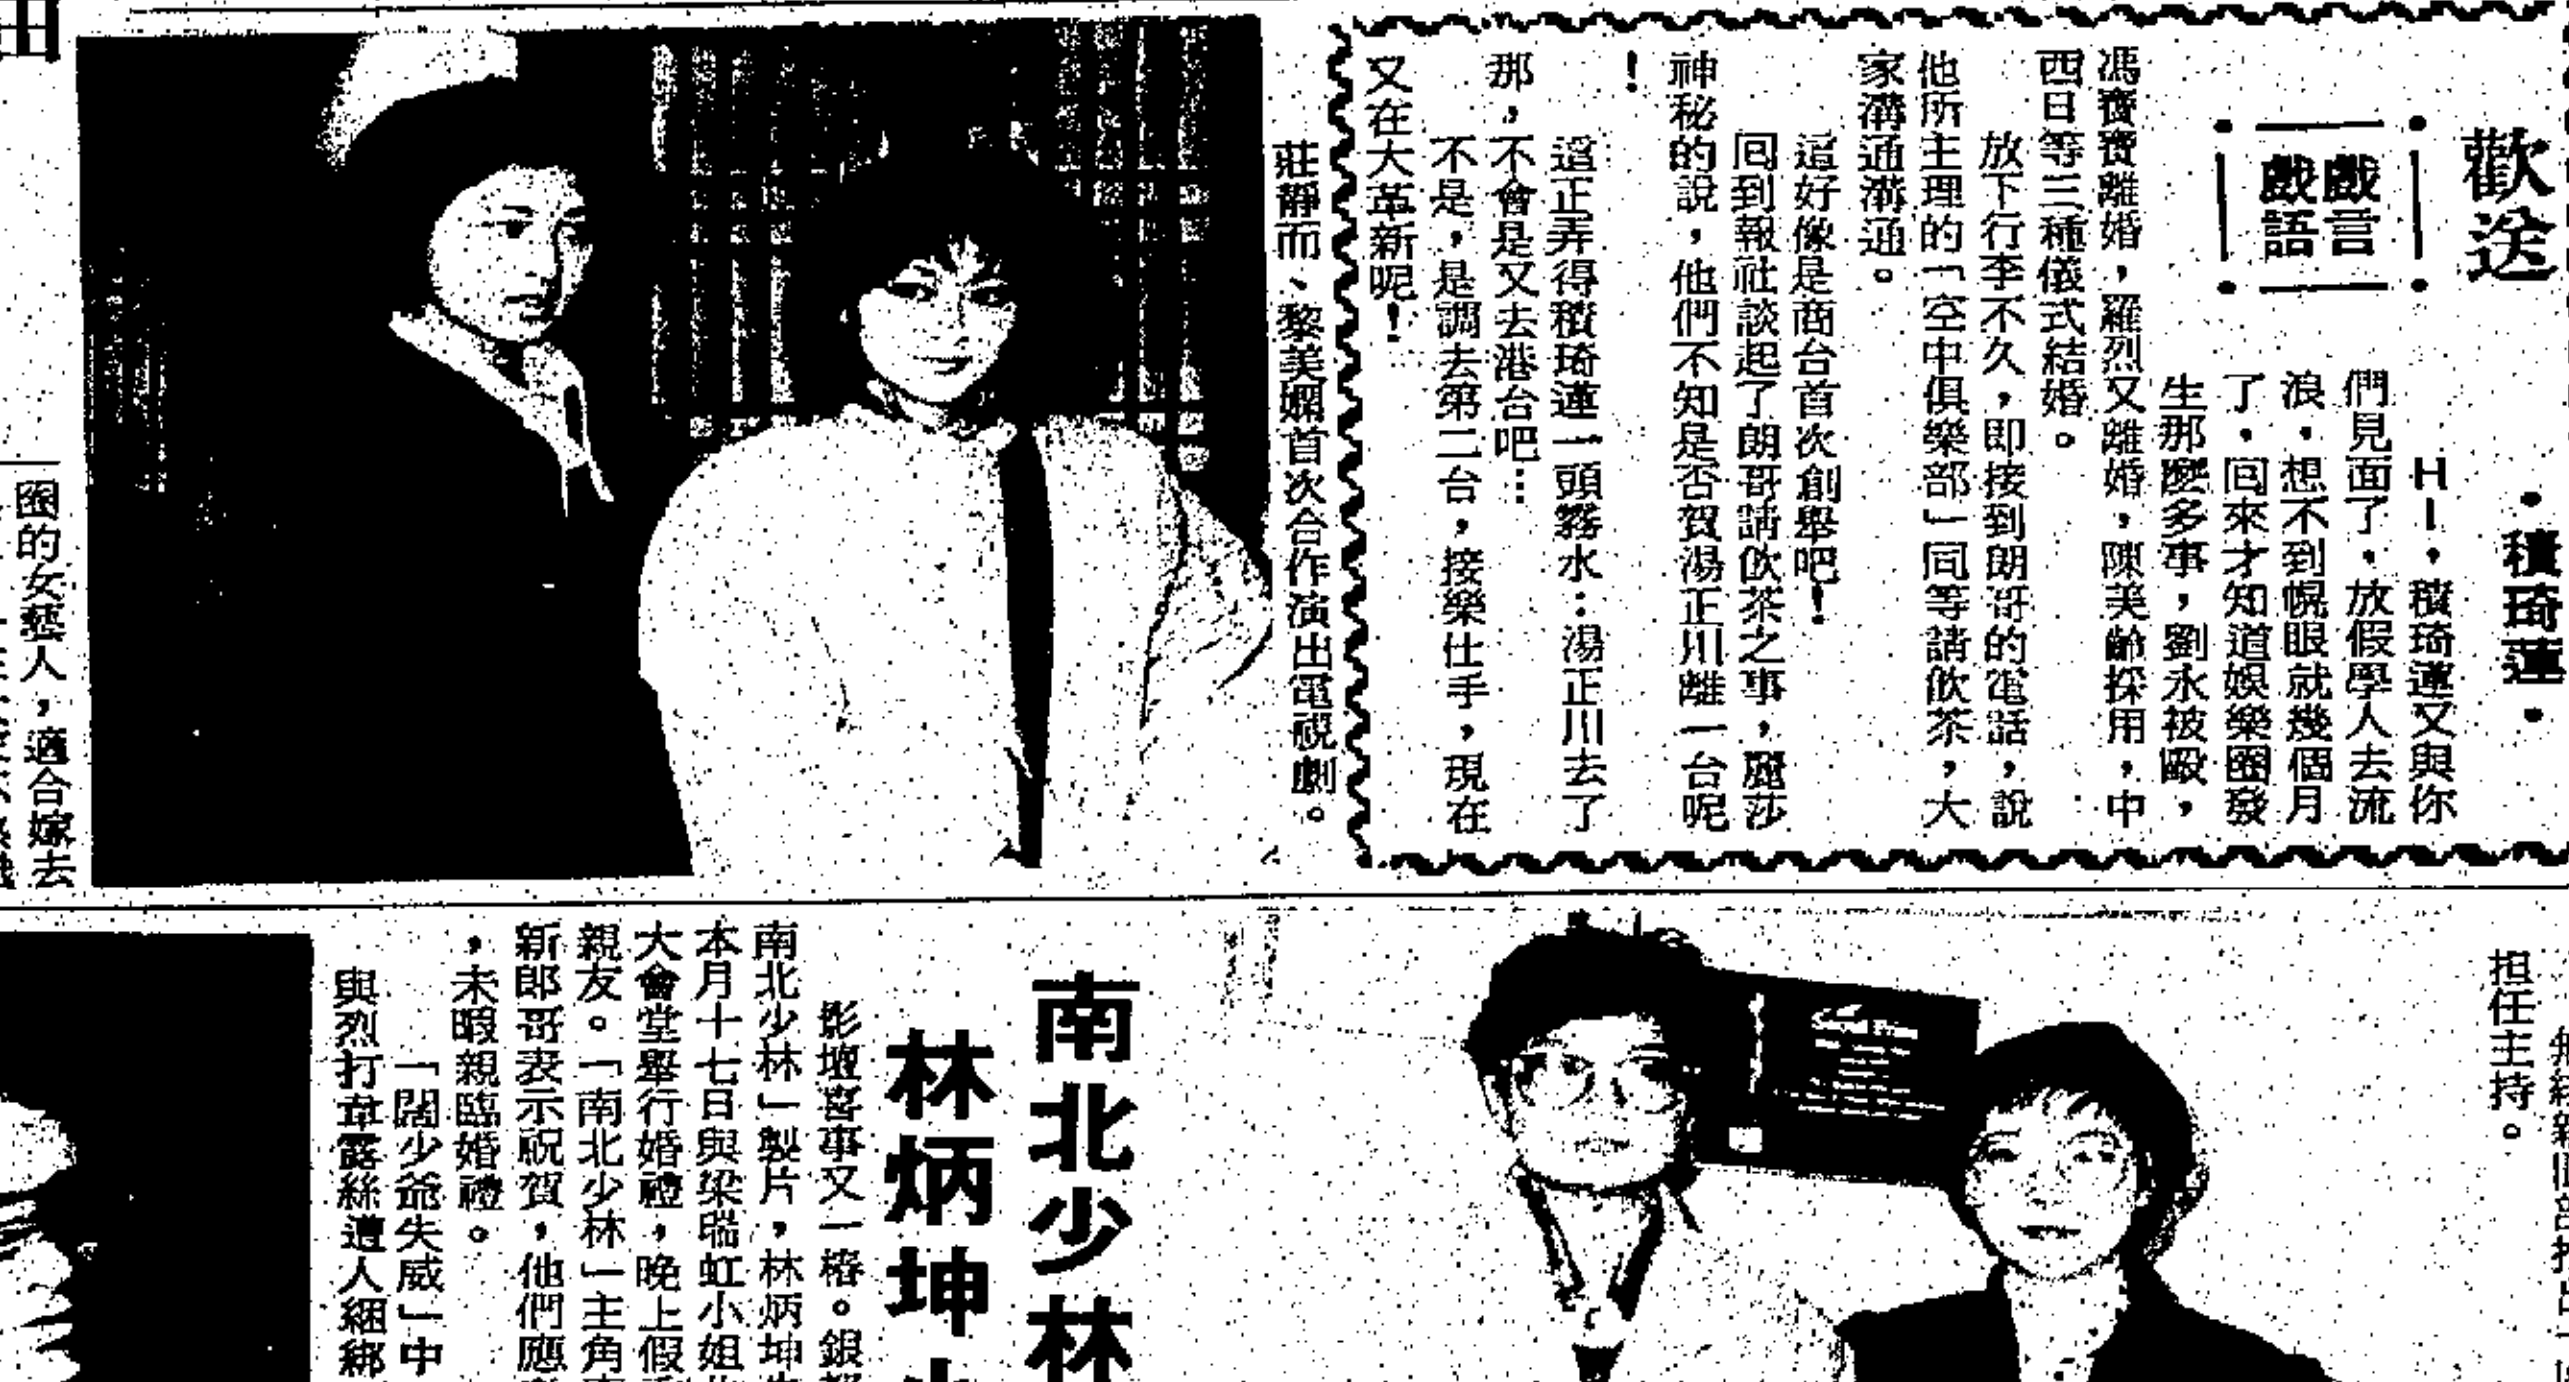 歡送
戲言
戲語
・積琦蓮・
HI，積琦蓮又與你
們見面了，放假學人去流
浪，想不到幌眼就幾個月
了，回來才知道娛樂圈發
生那麼多事，劉永被毆，
馮寶寶離婚，羅烈又離婚，陳美齡採用，中
西日等三種儀式結婚。
放下行李不久，即接到朗哥的電話，說
他所主理的「空中俱樂部」同等請飲茶，大
家溝通溝通。
這好像是商台首次創舉吧！
回到報社談起了朗哥請飲茶之事，麗莎
神秘的說，他們不知是否賀湯正川離一台呢
！
這正弄得積琦蓮一頭霧水：湯正川去了
那，不會是又去港台吧…
不是，是調去第二台，接樂仕手，現在
又在大革新呢！
莊靜而、黎美嫻首次合作演出電視劇。
圈的女藝人，適合嫁去
担任主持。
南北少林
林炳坤
影壇喜事又一樁。銀都
南北少林」製片，林炳坤先
本月十七日與梁瑞虹小姐
大會堂舉行婚禮，晚上假
親友。「南北少林」主角
新郎哥表示祝賀，他們應
，未暇親臨婚禮。
「闊少爺失威」中
與烈打韋露絲遭人綑綁